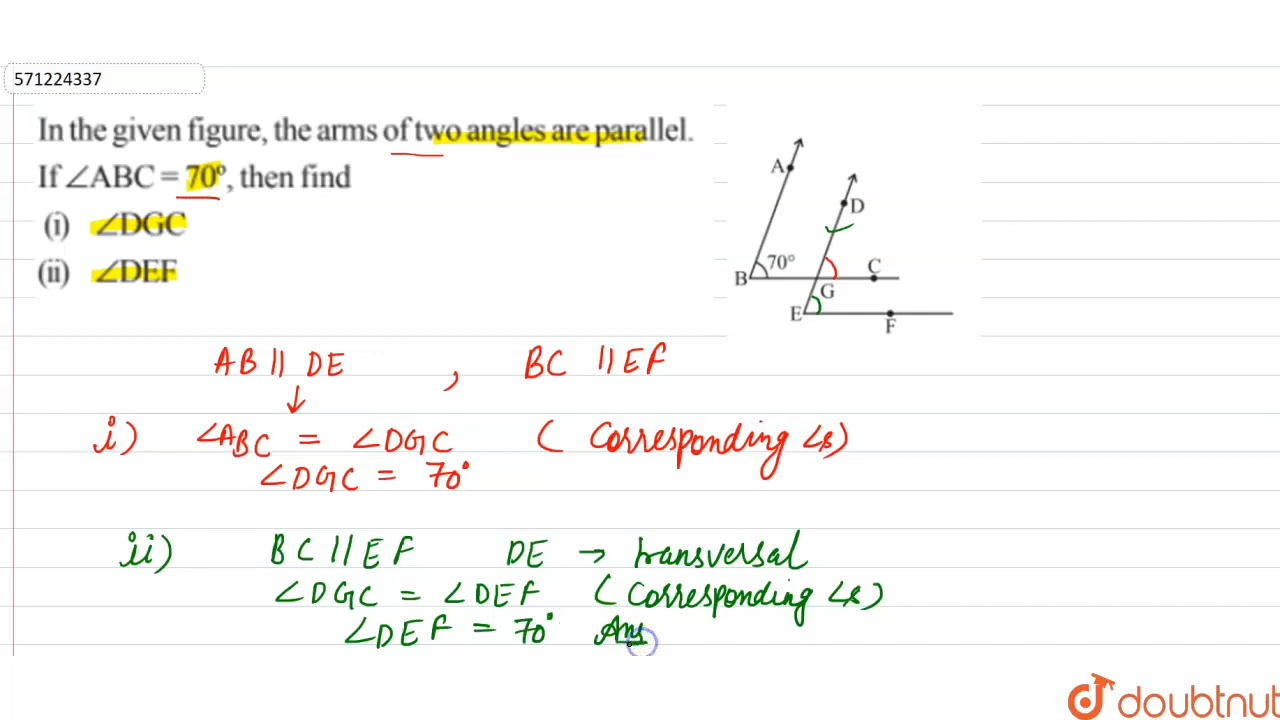 571224337
In the given figure, the arms of two angles are parallel.
If ∠ABC = 70º, then find
(i) ∠DGC
(ii) ∠DEF
A
D
B
70°
C
G
E
F
AB || DE , BC || EF
i) ∠ABC = ∠DGC ( Corresponding ∠s)
∠DGC = 70°
ii) BC || EF DE → transversal
∠DGC = ∠DEF ( Corresponding ∠s)
∠DEF = 70° Ans
doubtnut